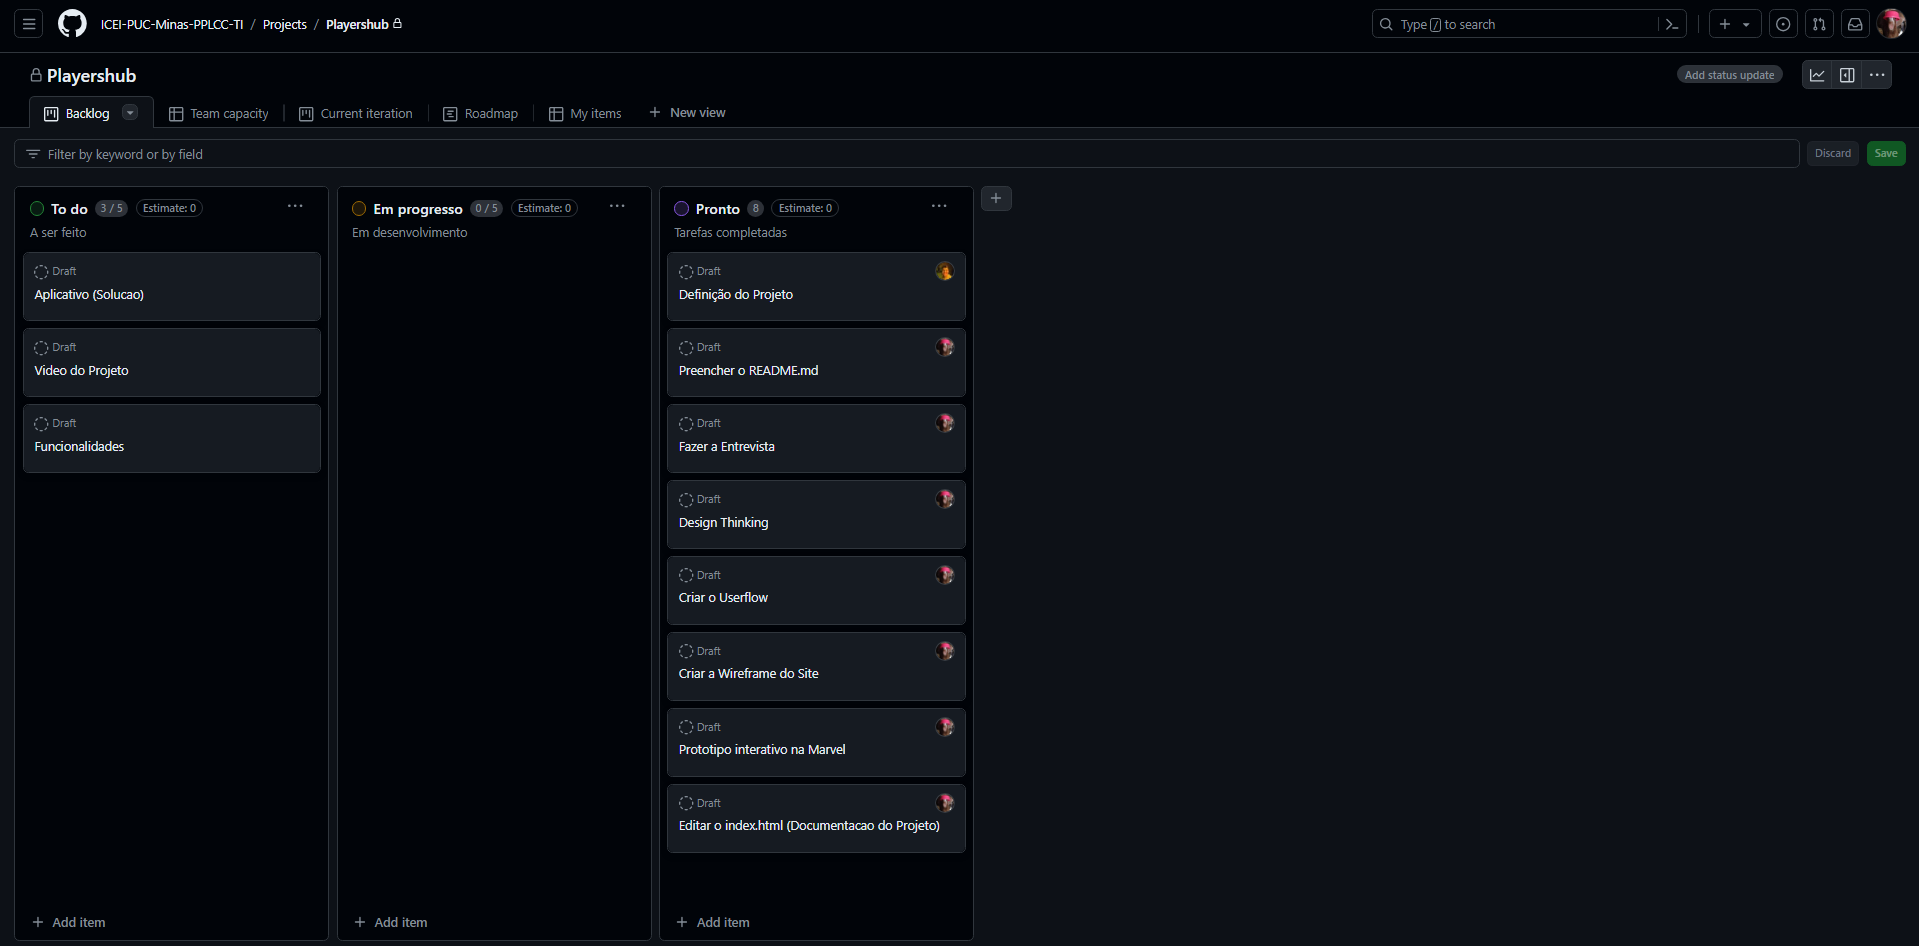 ICEI-PUC-Minas-PPLCC-TI / Projects / Playershub
Type / to search
Playershub
Add status update
Backlog
Team capacity
Current iteration
Roadmap
My items
New view
Filter by keyword or by field
Discard
Save
To do 3 / 5 Estimate: 0
A ser feito
Draft
Aplicativo (Solucao)
Draft
Video do Projeto
Draft
Funcionalidades
Add item
Em progresso 0 / 5 Estimate: 0
Em desenvolvimento
Add item
Pronto 8 Estimate: 0
Tarefas completadas
Draft
Definição do Projeto
Draft
Preencher o README.md
Draft
Fazer a Entrevista
Draft
Design Thinking
Draft
Criar o Userflow
Draft
Criar a Wireframe do Site
Draft
Prototipo interativo na Marvel
Draft
Editar o index.html (Documentacao do Projeto)
Add item